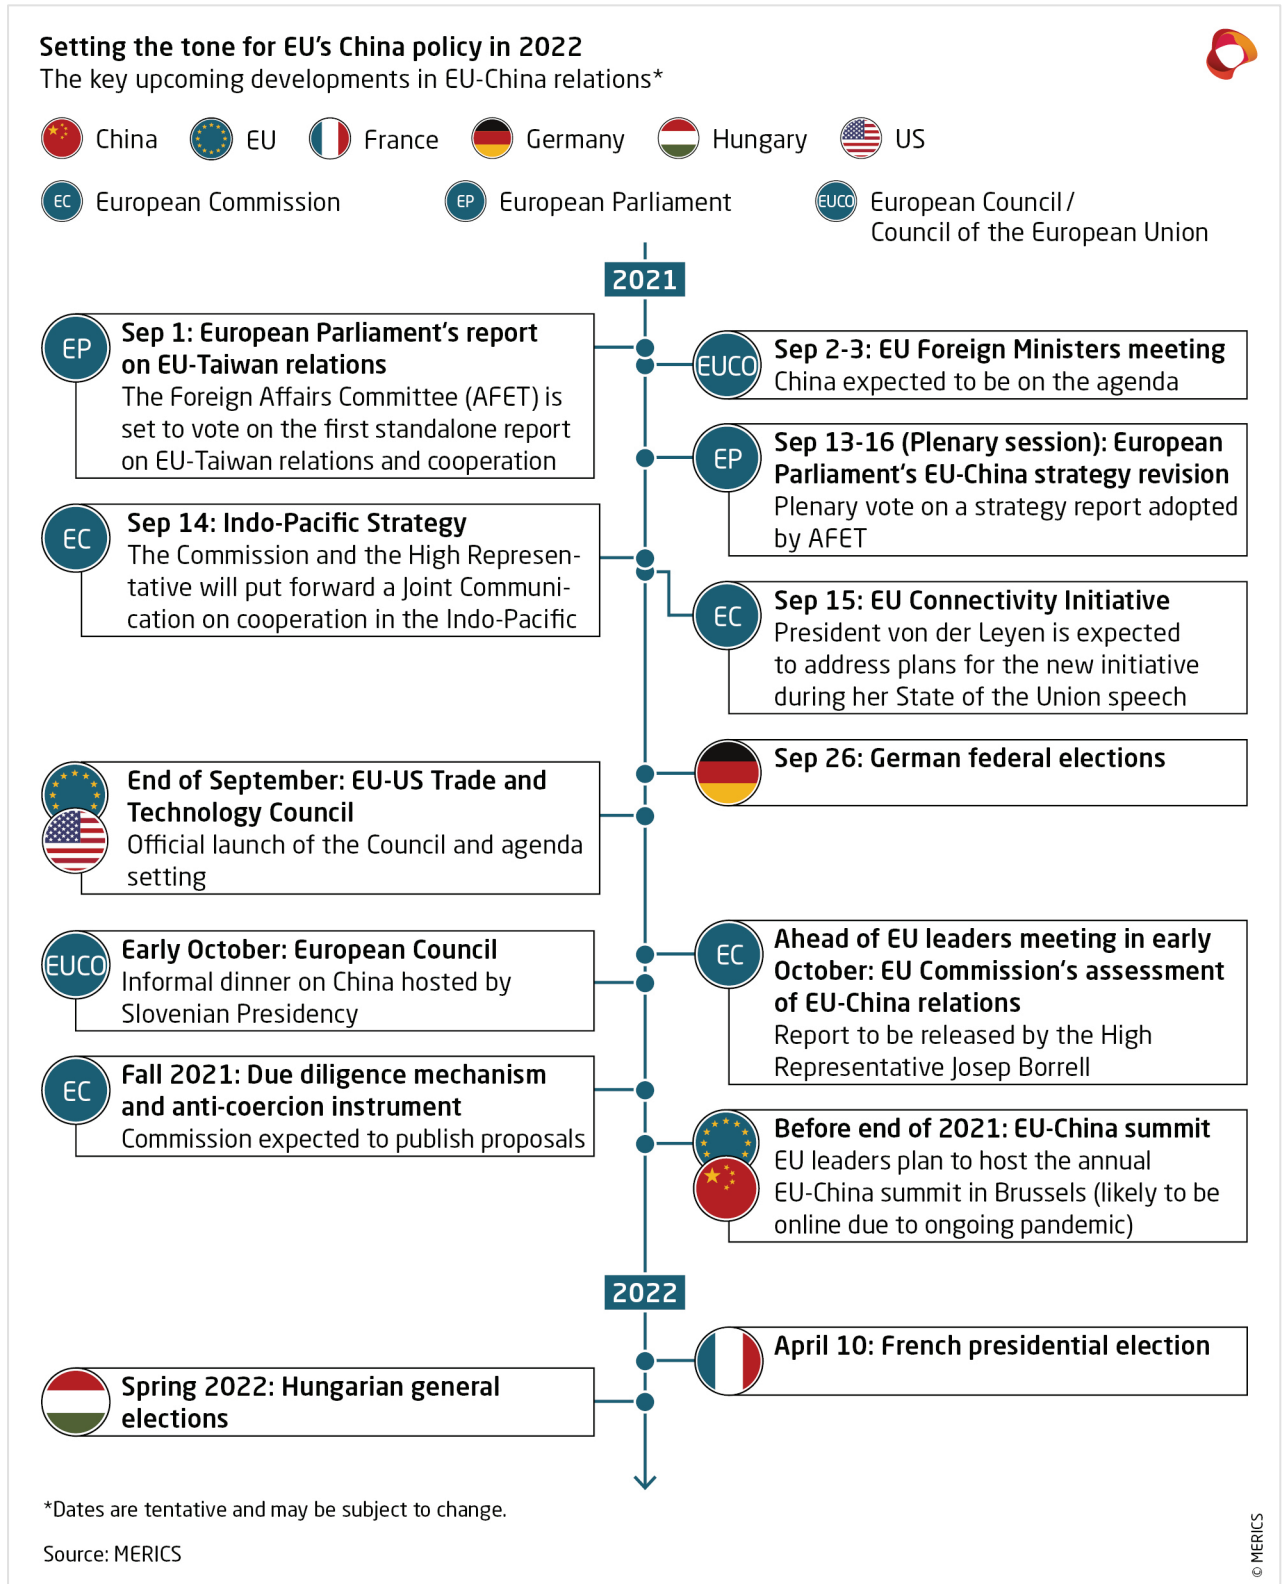 Setting the tone for EU's China policy in 2022
The key upcoming developments in EU-China relations*
China
EU
France
Germany
Hungary
US
EC
European Commission
EP
European Parliament
EUCO
European Council/
Council of the European Union
2021
EP
Sep 1: European Parliament‘s report
on EU-Taiwan relations
The Foreign Affairs Committee (AFET) is
set to vote on the first standalone report
on EU-Taiwan relations and cooperation
EUCO
Sep 2-3: EU Foreign Ministers meeting
China expected to be on the agenda
EP
Sep 13-16 (Plenary session): European
Parliament‘s EU-China strategy revision
Plenary vote on a strategy report adopted
by AFET
EC
Sep 14: Indo-Pacific Strategy
The Commission and the High Represen-
tative will put forward a Joint Communi-
cation on cooperation in the Indo-Pacific
EC
Sep 15: EU Connectivity Initiative
President von der Leyen is expected
to address plans for the new initiative
during her State of the Union speech
Sep 26: German federal elections
End of September: EU-US Trade and
Technology Council
Official launch of the Council and agenda
setting
EC
Ahead of EU leaders meeting in early
October: EU Commission‘s assessment
of EU-China relations
Report to be released by the High
Representative Josep Borrell
EUCO
Early October: European Council
Informal dinner on China hosted by
Slovenian Presidency
EC
Fall 2021: Due diligence mechanism
and anti-coercion instrument
Commission expected to publish proposals
Before end of 2021: EU-China summit
EU leaders plan to host the annual
EU-China summit in Brussels (likely to be
online due to ongoing pandemic)
2022
April 10: French presidential election
Spring 2022: Hungarian general
elections
*Dates are tentative and may be subject to change.
Source: MERICS
© MERICS